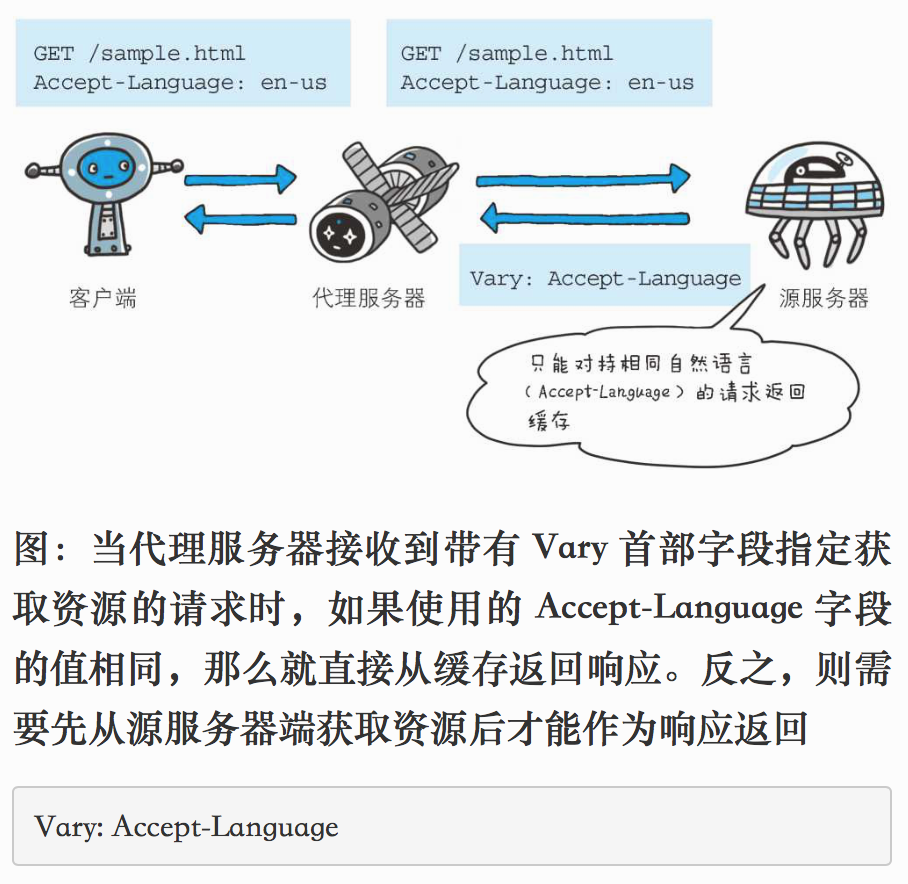 GET /sample.html
Accept-Language: en-us
GET /sample.html
Accept-Language: en-us
客户端
代理服务器
Vary: Accept-Language
源服务器
只能对持相同自然语言
（Accept-Language）的请求返回
缓存
图：当代理服务器接收到带有 Vary 首部字段指定获
取资源的请求时，如果使用的 Accept-Language 字段
的值相同，那么就直接从缓存返回响应。反之，则需
要先从源服务器端获取资源后才能作为响应返回
Vary: Accept-Language